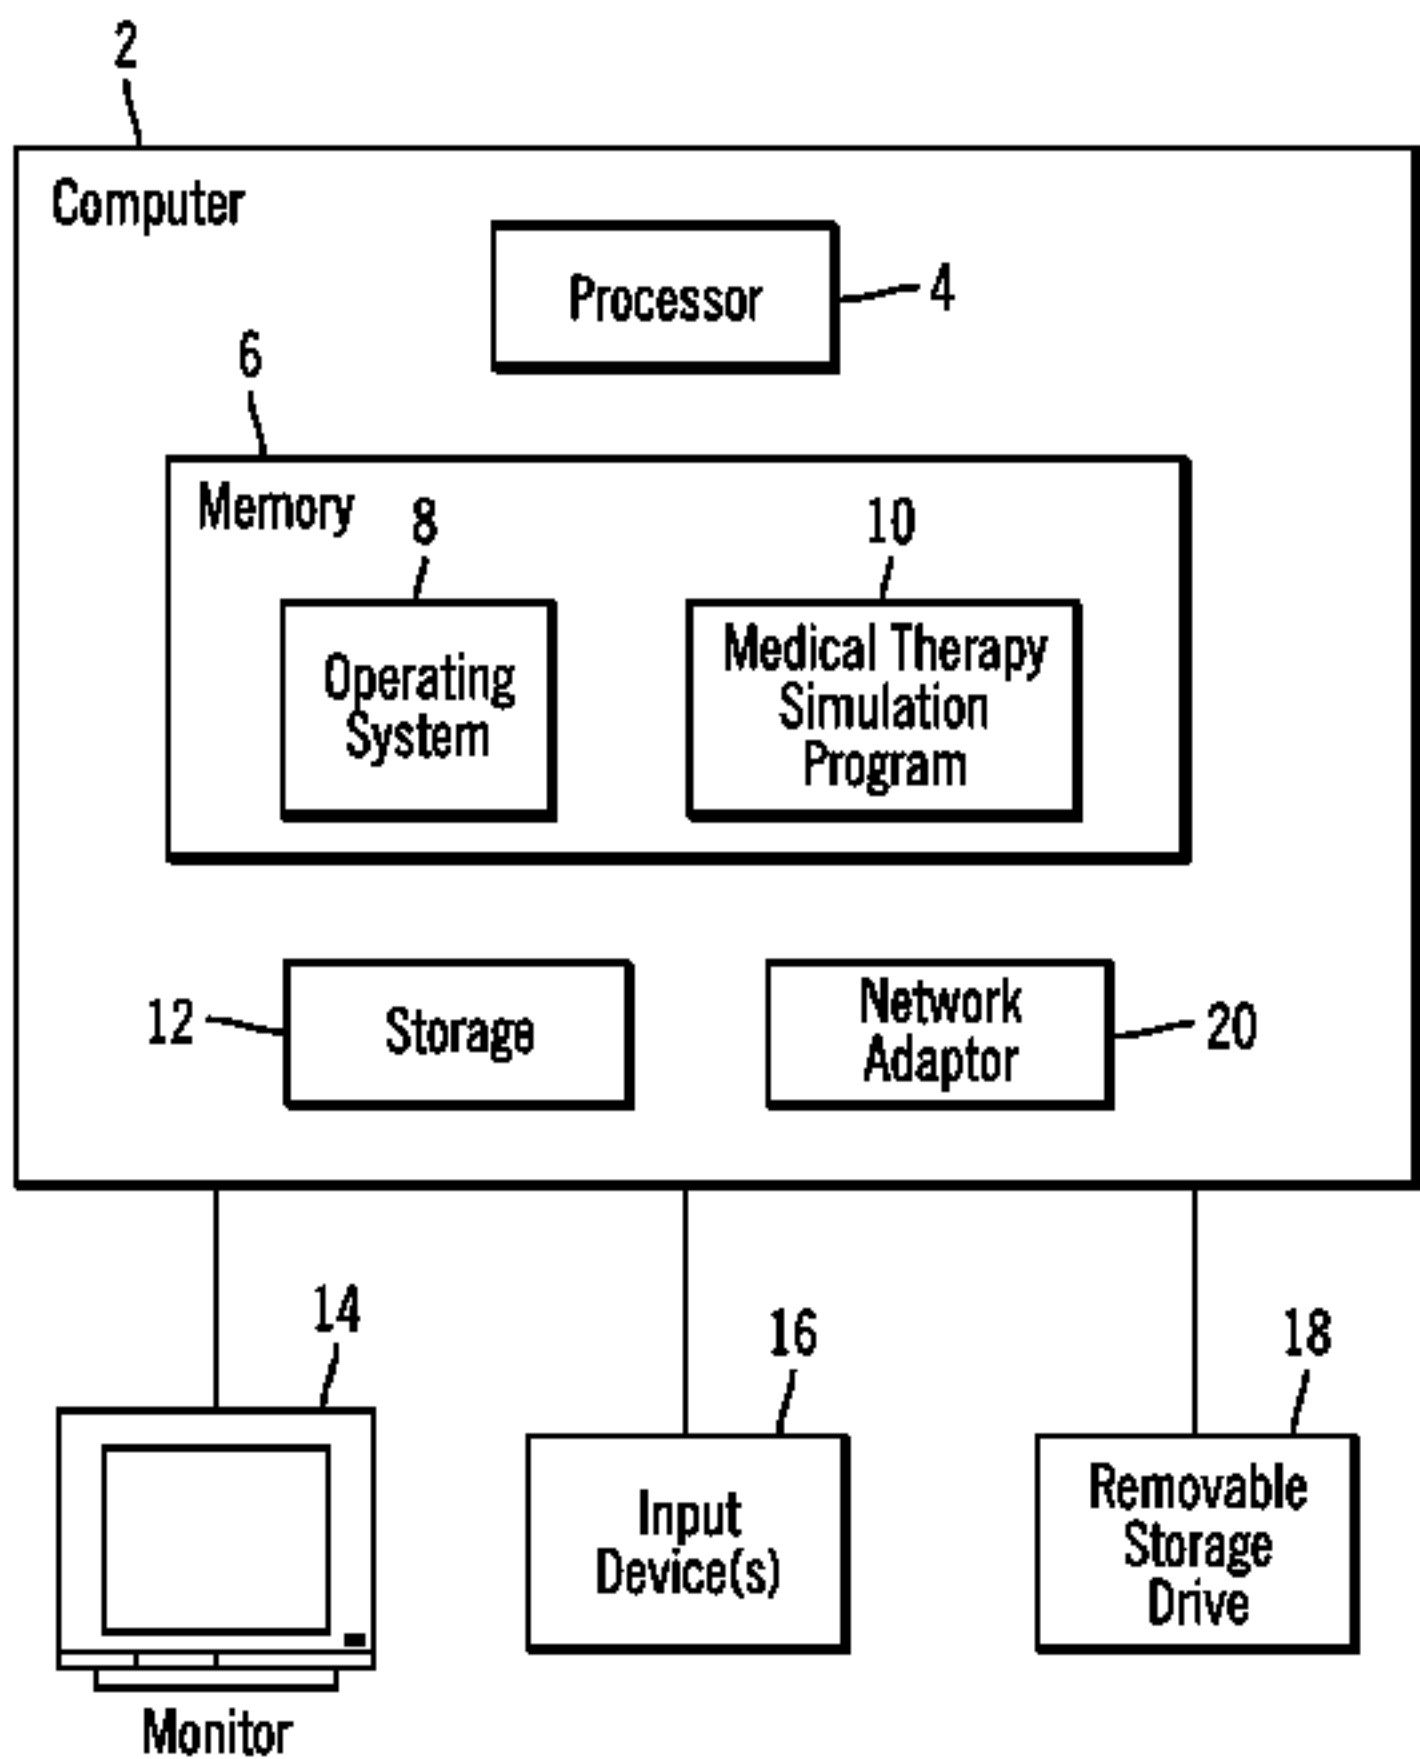 2
Computer
Processor
4
6
Memory
8
10
Operating
System
Medical Therapy
Simulation
Program
12
Storage
Network
Adaptor
20
14
16
18
Input
Device(s)
Removable
Storage
Drive
Monitor